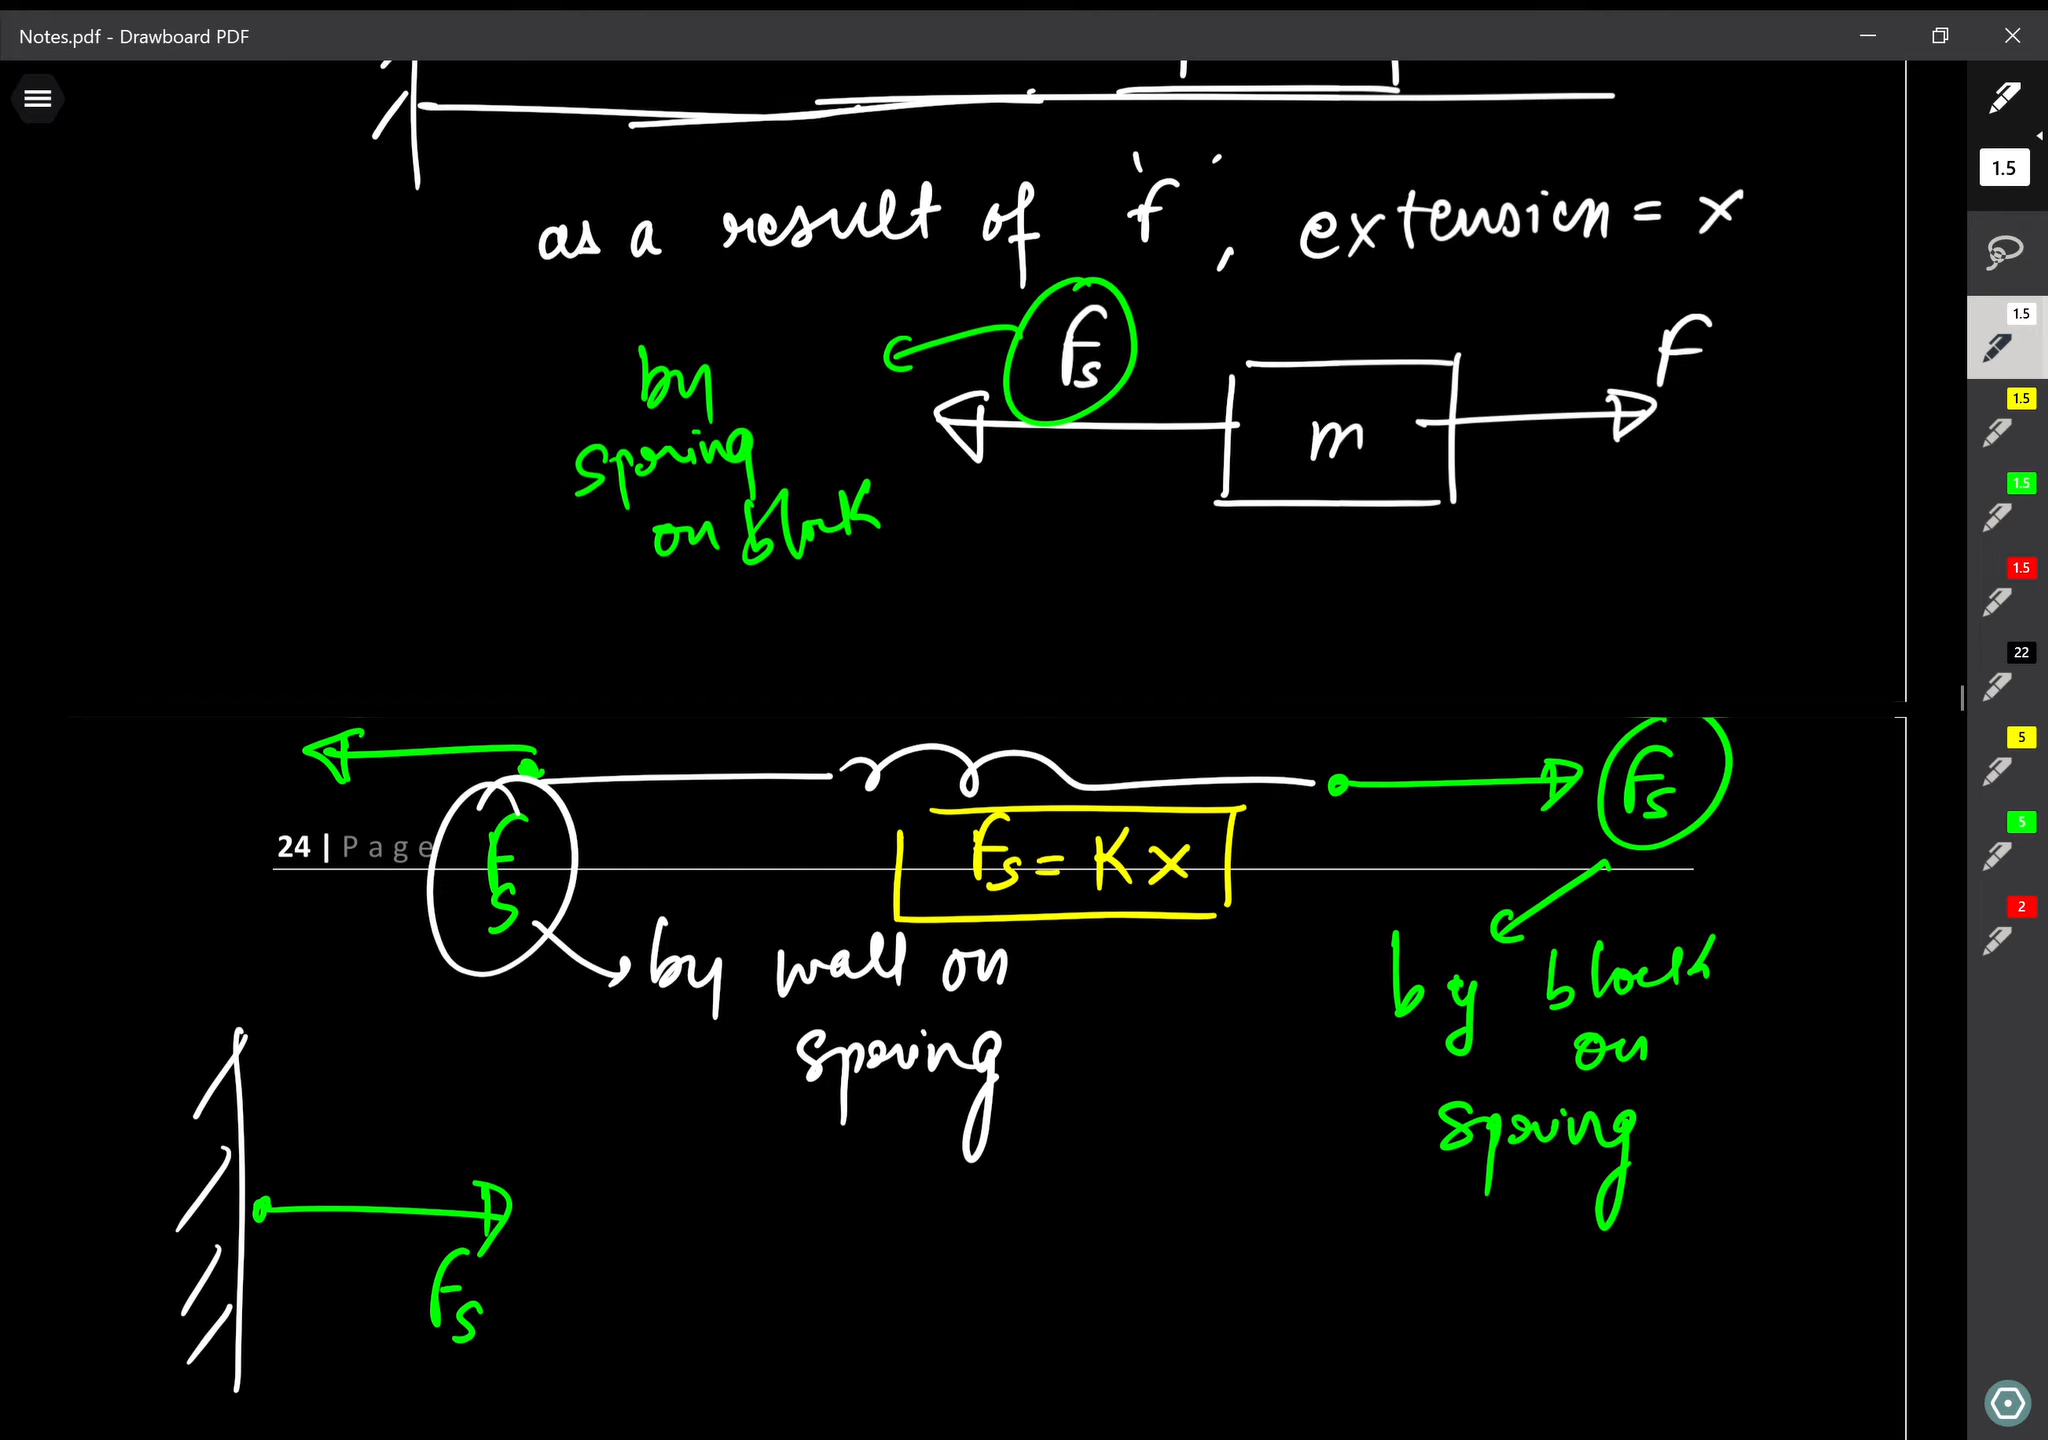 Notes.pdf - Drawboard PDF
1.5
as a result of 'F', extension = x
Fs
F
by
spring
on block
m
1.5
1.5
1.5
1.5
22
5
5
2
Fs
24 | Page
Fs
Fs = Kx
by wall on
spring
by block
on
spring
Fs